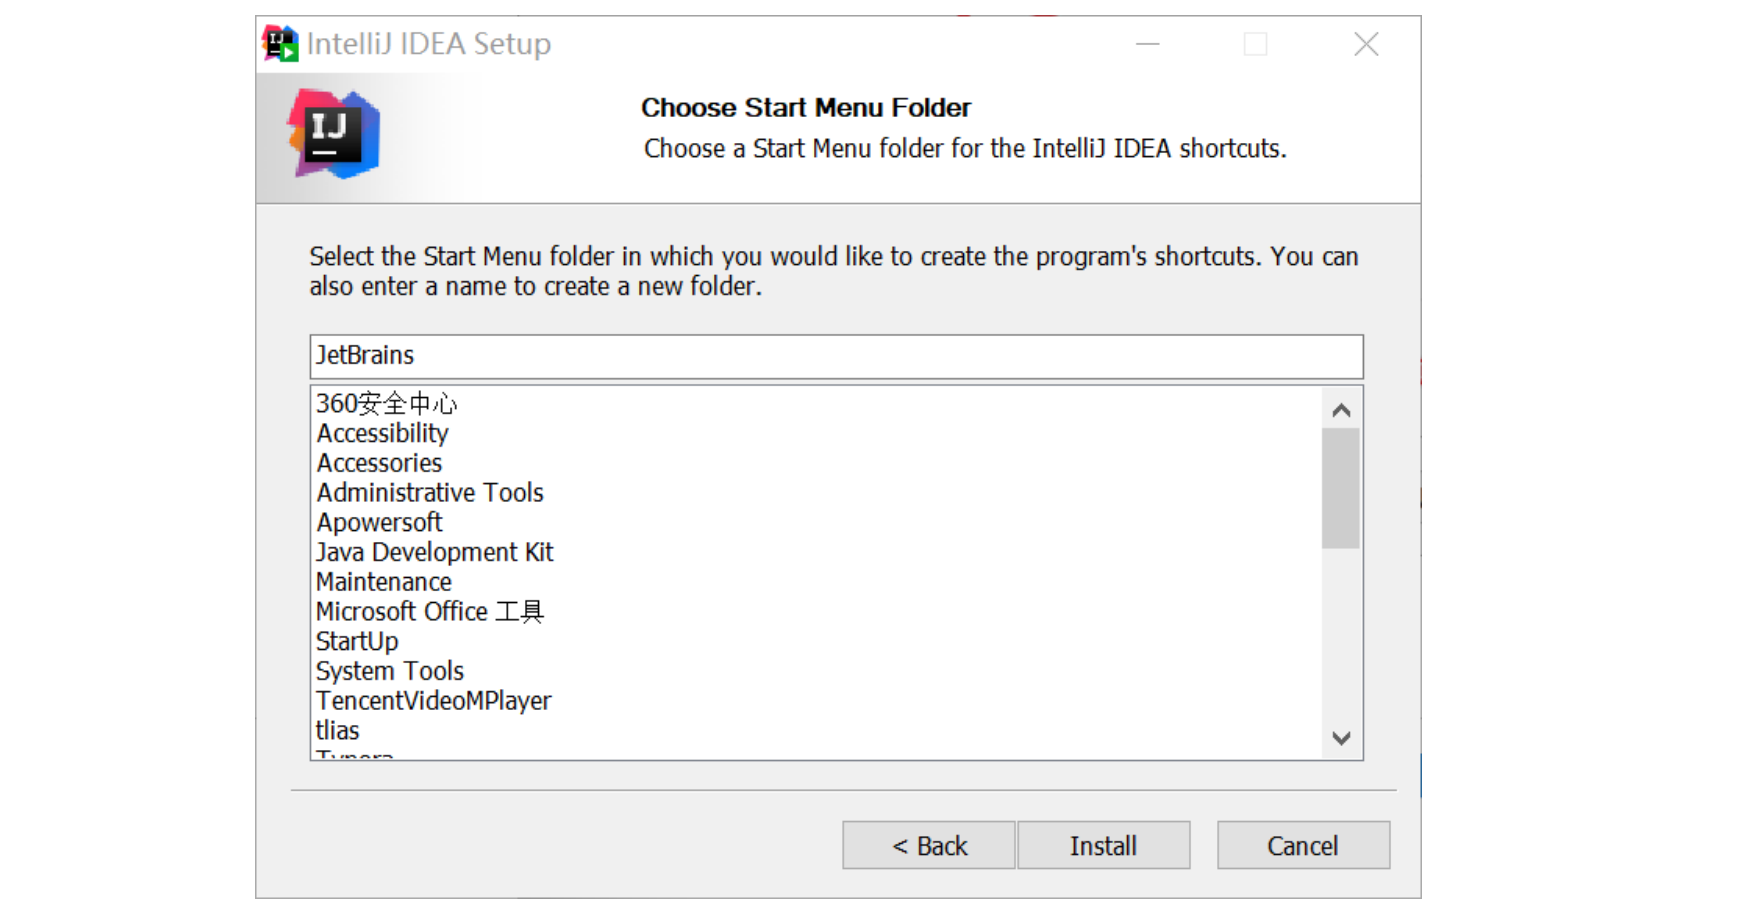 IntelliJ IDEA Setup
IJ
Choose Start Menu Folder
Choose a Start Menu folder for the IntelliJ IDEA shortcuts.
Select the Start Menu folder in which you would like to create the program's shortcuts. You can
also enter a name to create a new folder.
JetBrains
360安全中心
Accessibility
Accessories
Administrative Tools
Apowersoft
Java Development Kit
Maintenance
Microsoft Office 工具
StartUp
System Tools
TencentVideoMPlayer
tlias
Typora
< Back
Install
Cancel